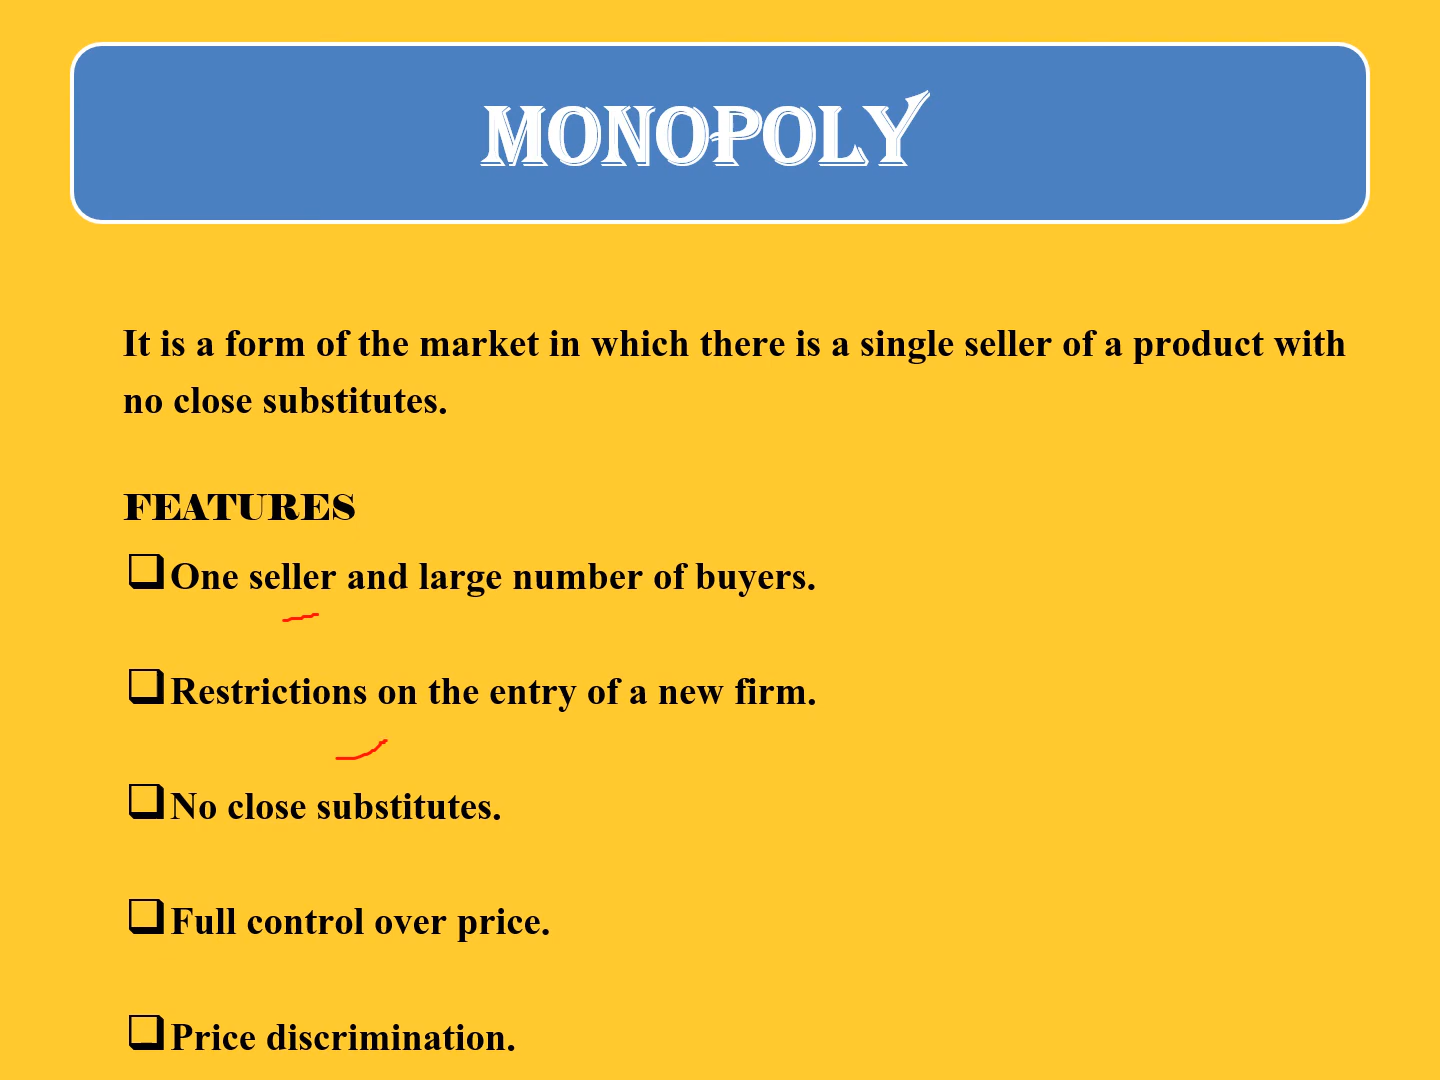 MONOPOLY
It is a form of the market in which there is a single seller of a product with
no close substitutes.
FEATURES
One seller and large number of buyers.
Restrictions on the entry of a new firm.
No close substitutes.
Full control over price.
Price discrimination.